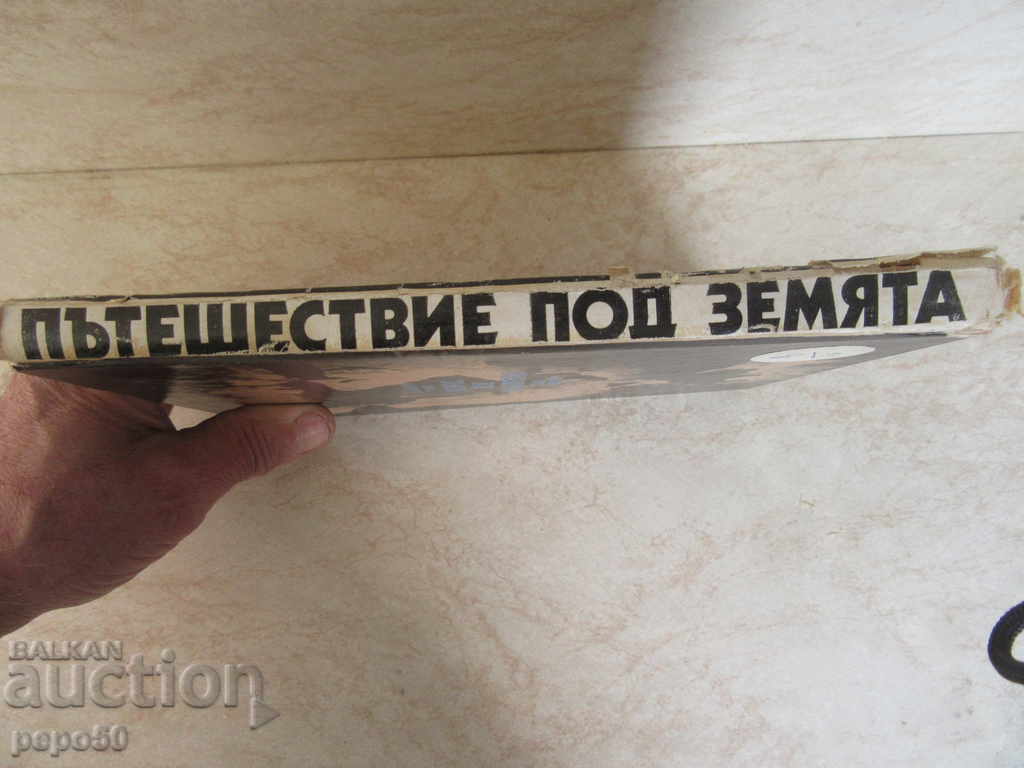 ПЪТЕШЕСТВИЕ ПОД ЗЕМЯТА
BALKAN
auction
pepo50